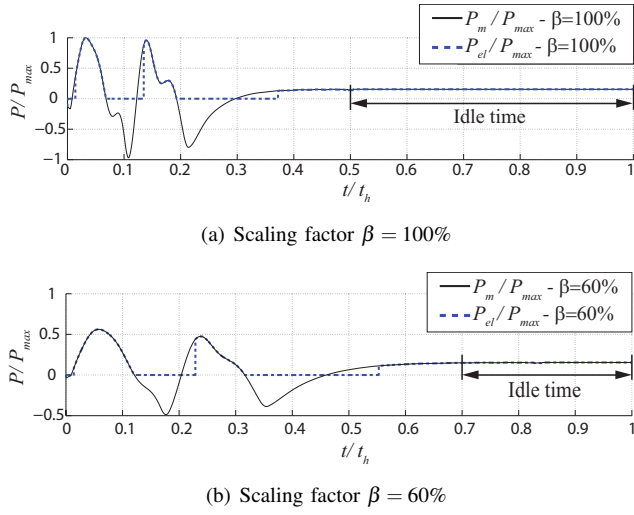 P_m / P_max - β=100%
P_el / P_max - β=100%
1
0.5
0
−0.5
−1
P/ P_max
Idle time
0 0.1 0.2 0.3 0.4 0.5 0.6 0.7 0.8 0.9 1
t/ t_h
(a) Scaling factor β = 100%
P_m / P_max - β=60%
P_el / P_max - β=60%
1
0.5
0
-0.5
P/ P_max
Idle time
0 0.1 0.2 0.3 0.4 0.5 0.6 0.7 0.8 0.9 1
t/ t_h
(b) Scaling factor β = 60%